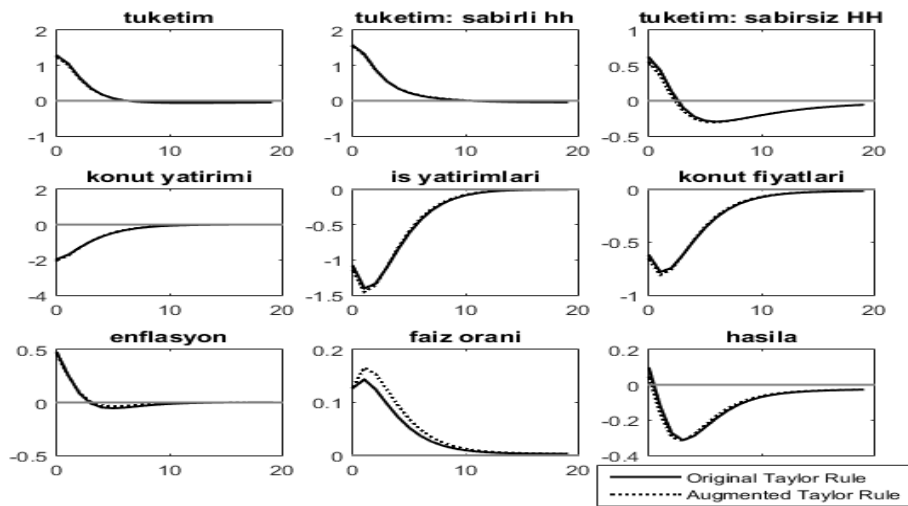 tuketim
tuketim: sabirli hh
tuketim: sabirsiz HH
2
1
0
-1
0 10 20
2
1
0
-1
0 10 20
1
0.5
0
-0.5
0 10 20
konut yatirimi
is yatirimlari
konut fiyatlari
2
0
-2
-4
0 10 20
0
-0.5
-1
-1.5
0 10 20
0
-0.5
-1
0 10 20
enflasyon
faiz orani
hasila
0.5
0
-0.5
0 10 20
0.2
0.1
0
0 10 20
0.2
0
-0.2
-0.4
0 10 20
Original Taylor Rule
Augmented Taylor Rule